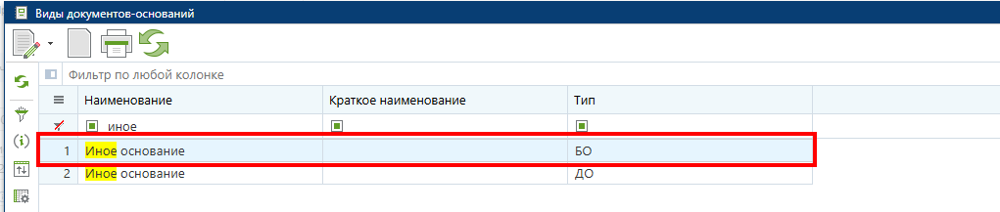 Виды документов-оснований
Фильтр по любой колонке
Наименование Краткое наименование Тип
иное
1 Иное основание БО
2 Иное основание ДО